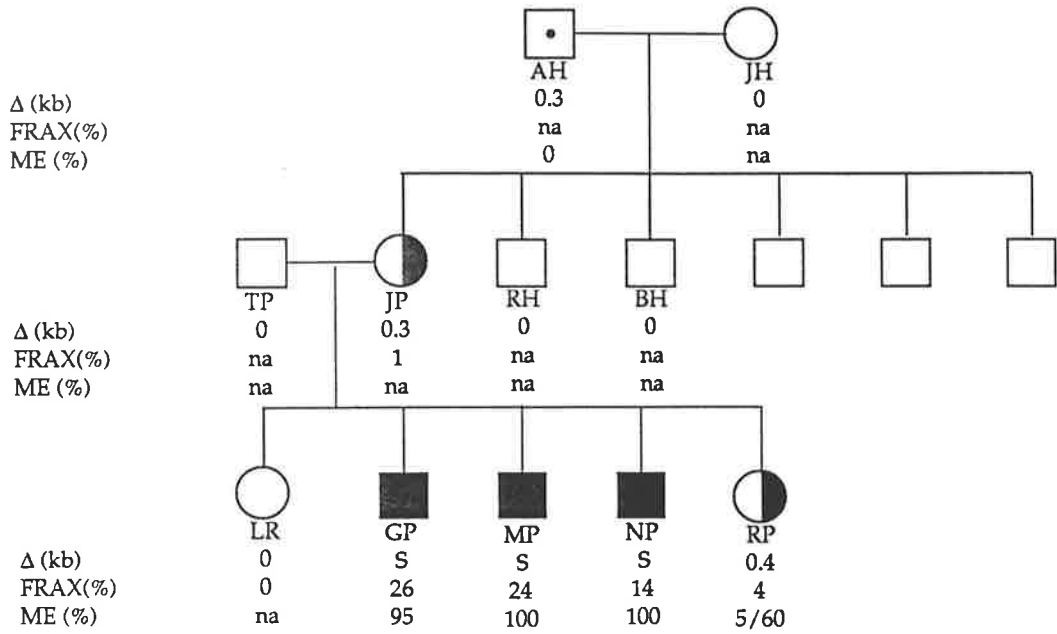 AH JH
Δ (kb) 0.3 0
FRAX(%) na na
ME (%) 0 na
TP JP RH BH
Δ (kb) 0 0.3 0 0
FRAX(%) na 1 na na
ME (%) na na na na
LR GP MP NP RP
Δ (kb) 0 S S S 0.4
FRAX(%) 0 26 24 14 4
ME (%) na 95 100 100 5/60